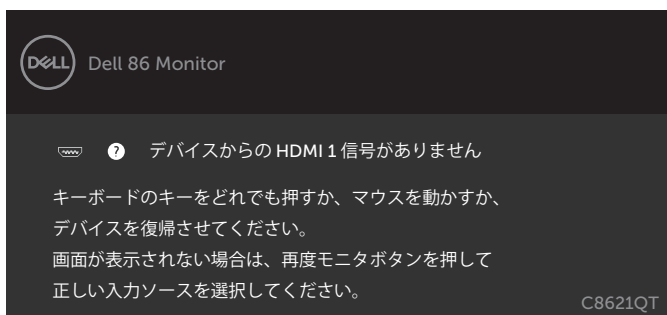 DELL Dell 86 Monitor
? デバイスからの HDMI 1 信号がありません
キーボードのキーをどれでも押すか、マウスを動かすか、
デバイスを復帰させてください。
画面が表示されない場合は、再度モニタボタンを押して
正しい入力ソースを選択してください。
C8621QT